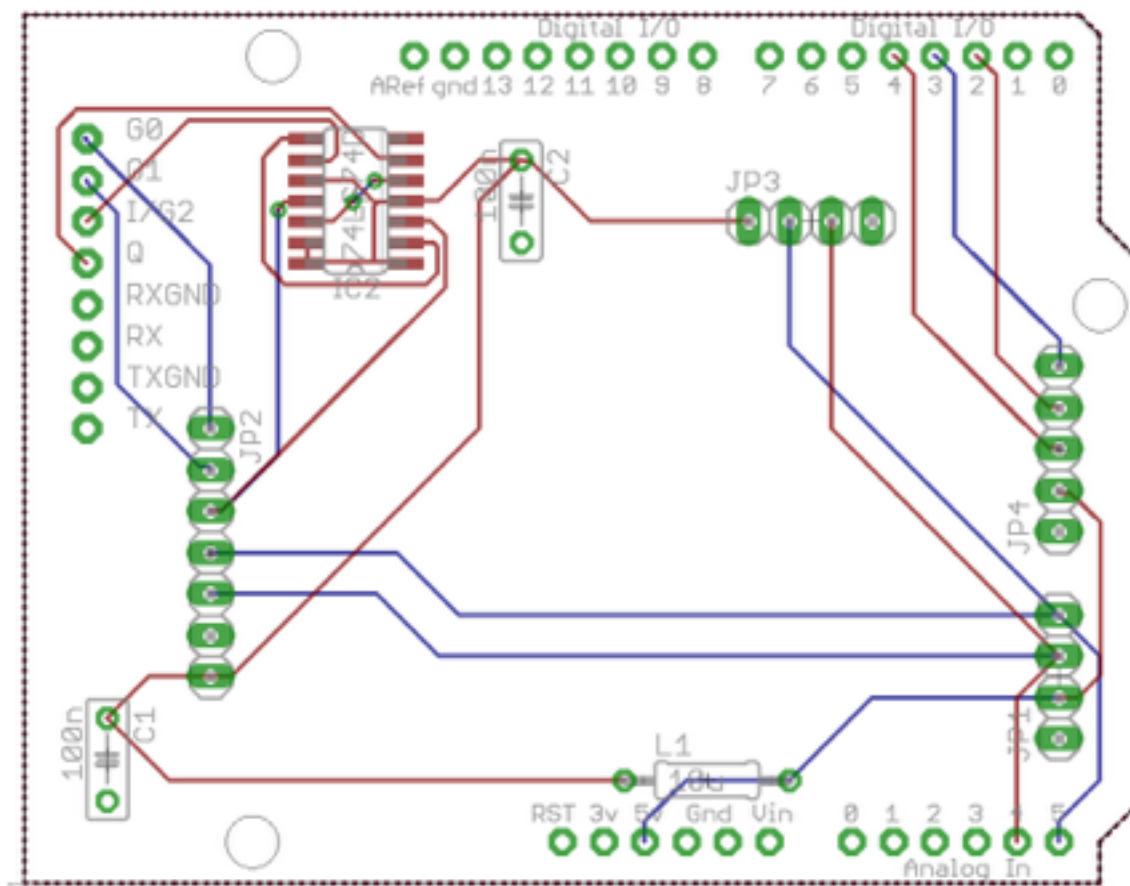 Digital I/O Digital I/O
ARef gnd 13 12 11 10 9 8 7 6 5 4 3 2 1 0
G0
G1
I/G2
Q
RXGND
RX
TXGND
TX
IC2
100n
C2
JP3
JP2
JP4
100n
C1
JP1
L1
10u
RST 3v 5v Gnd Vin 0 1 2 3 4 5
Analog In